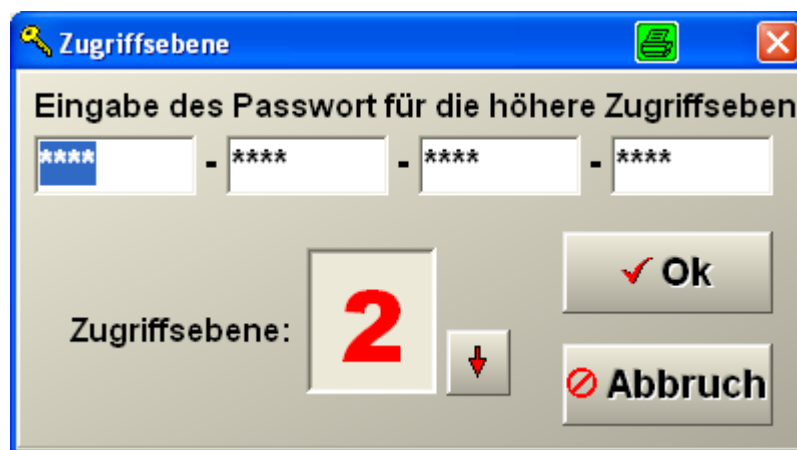 Zugriffsebene
Eingabe des Passwort für die höhere Zugriffseben
**** - **** - **** - ****
Zugriffsebene: 2
Ok
Abbruch